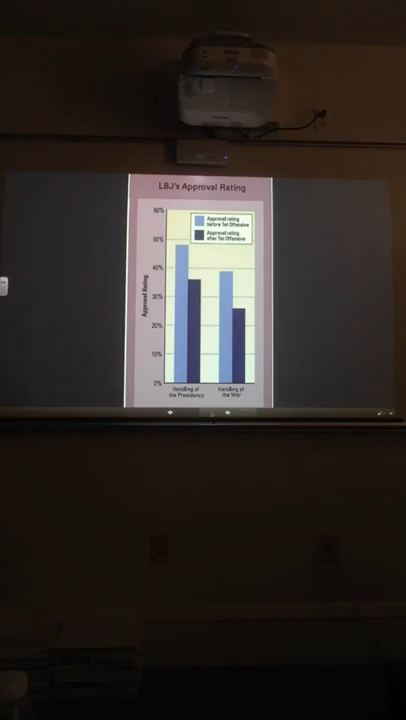 LBJ's Approval Rating
Approval rating
before Tet Offensive
Approval rating
after Tet Offensive
60%
50%
40%
30%
20%
10%
0%
Approval Rating
Handling of
the Presidency
Handling of
the War